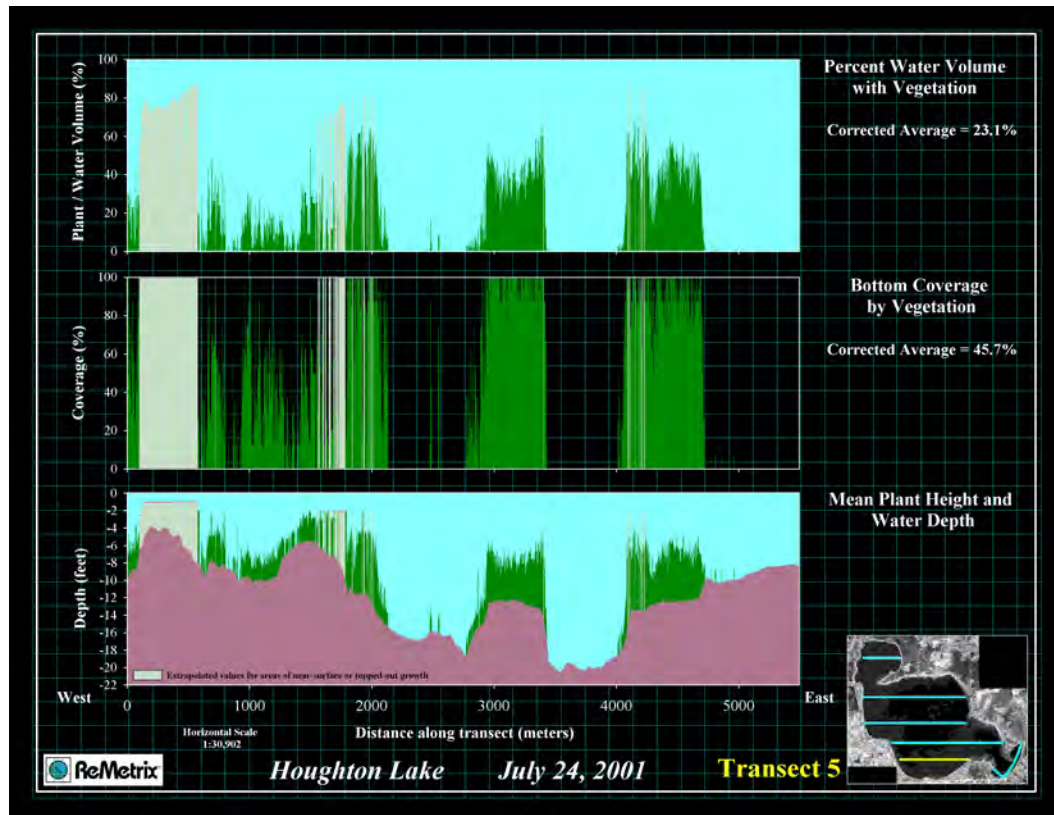 Percent Water Volume
with Vegetation
Corrected Average = 23.1%
Plant / Water Volume (%)
100
80
60
40
20
0
Bottom Coverage
by Vegetation
Corrected Average = 45.7%
Coverage (%)
100
80
60
40
20
0
Mean Plant Height and
Water Depth
Depth (feet)
0
-2
-4
-6
-8
-10
-12
-14
-16
-18
-20
-22
Extrapolated values for areas of near-surface or topped-out growth
West
0 1000 2000 3000 4000 5000
East
Horizontal Scale
1:30,902
Distance along transect (meters)
ReMetrix
Houghton Lake July 24, 2001 Transect 5